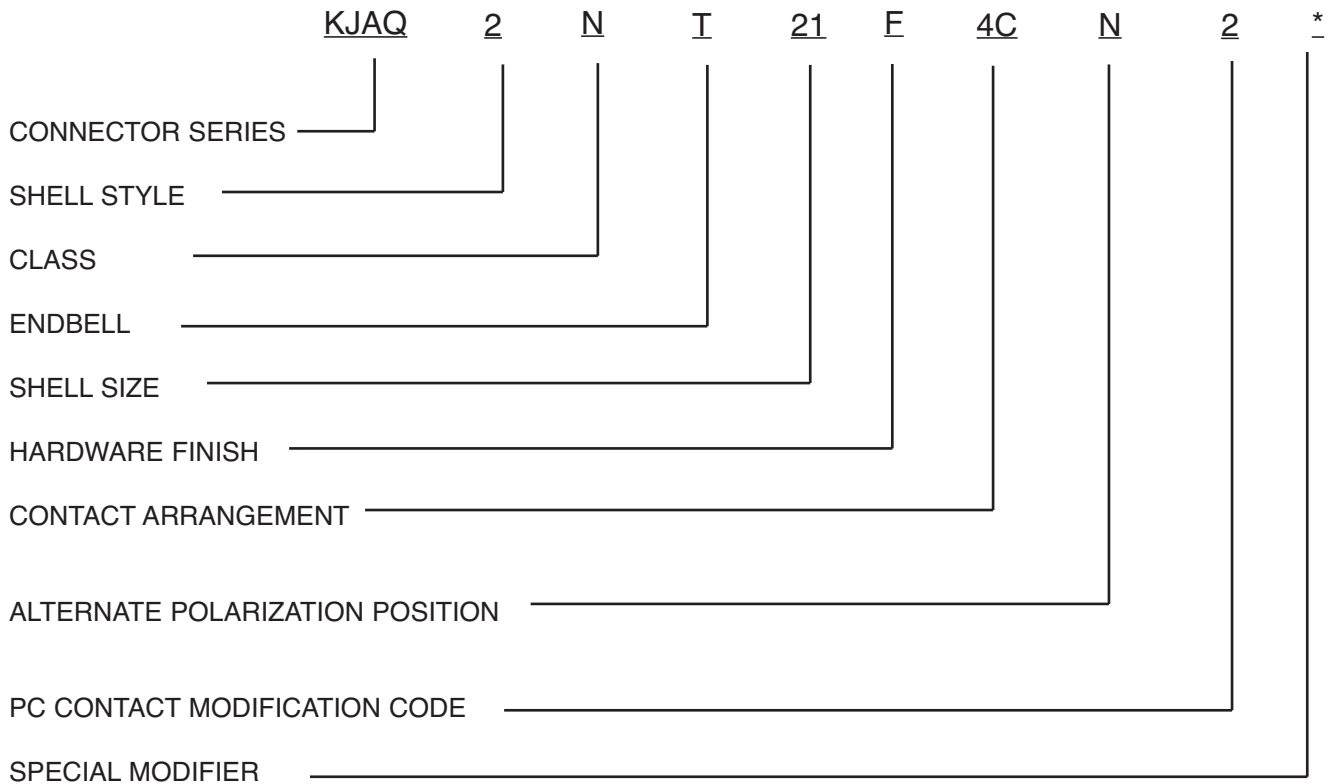 KJAQ 2 N T 21 F 4C N 2 *
CONNECTOR SERIES
SHELL STYLE
CLASS
ENDBELL
SHELL SIZE
HARDWARE FINISH
CONTACT ARRANGEMENT
ALTERNATE POLARIZATION POSITION
PC CONTACT MODIFICATION CODE
SPECIAL MODIFIER